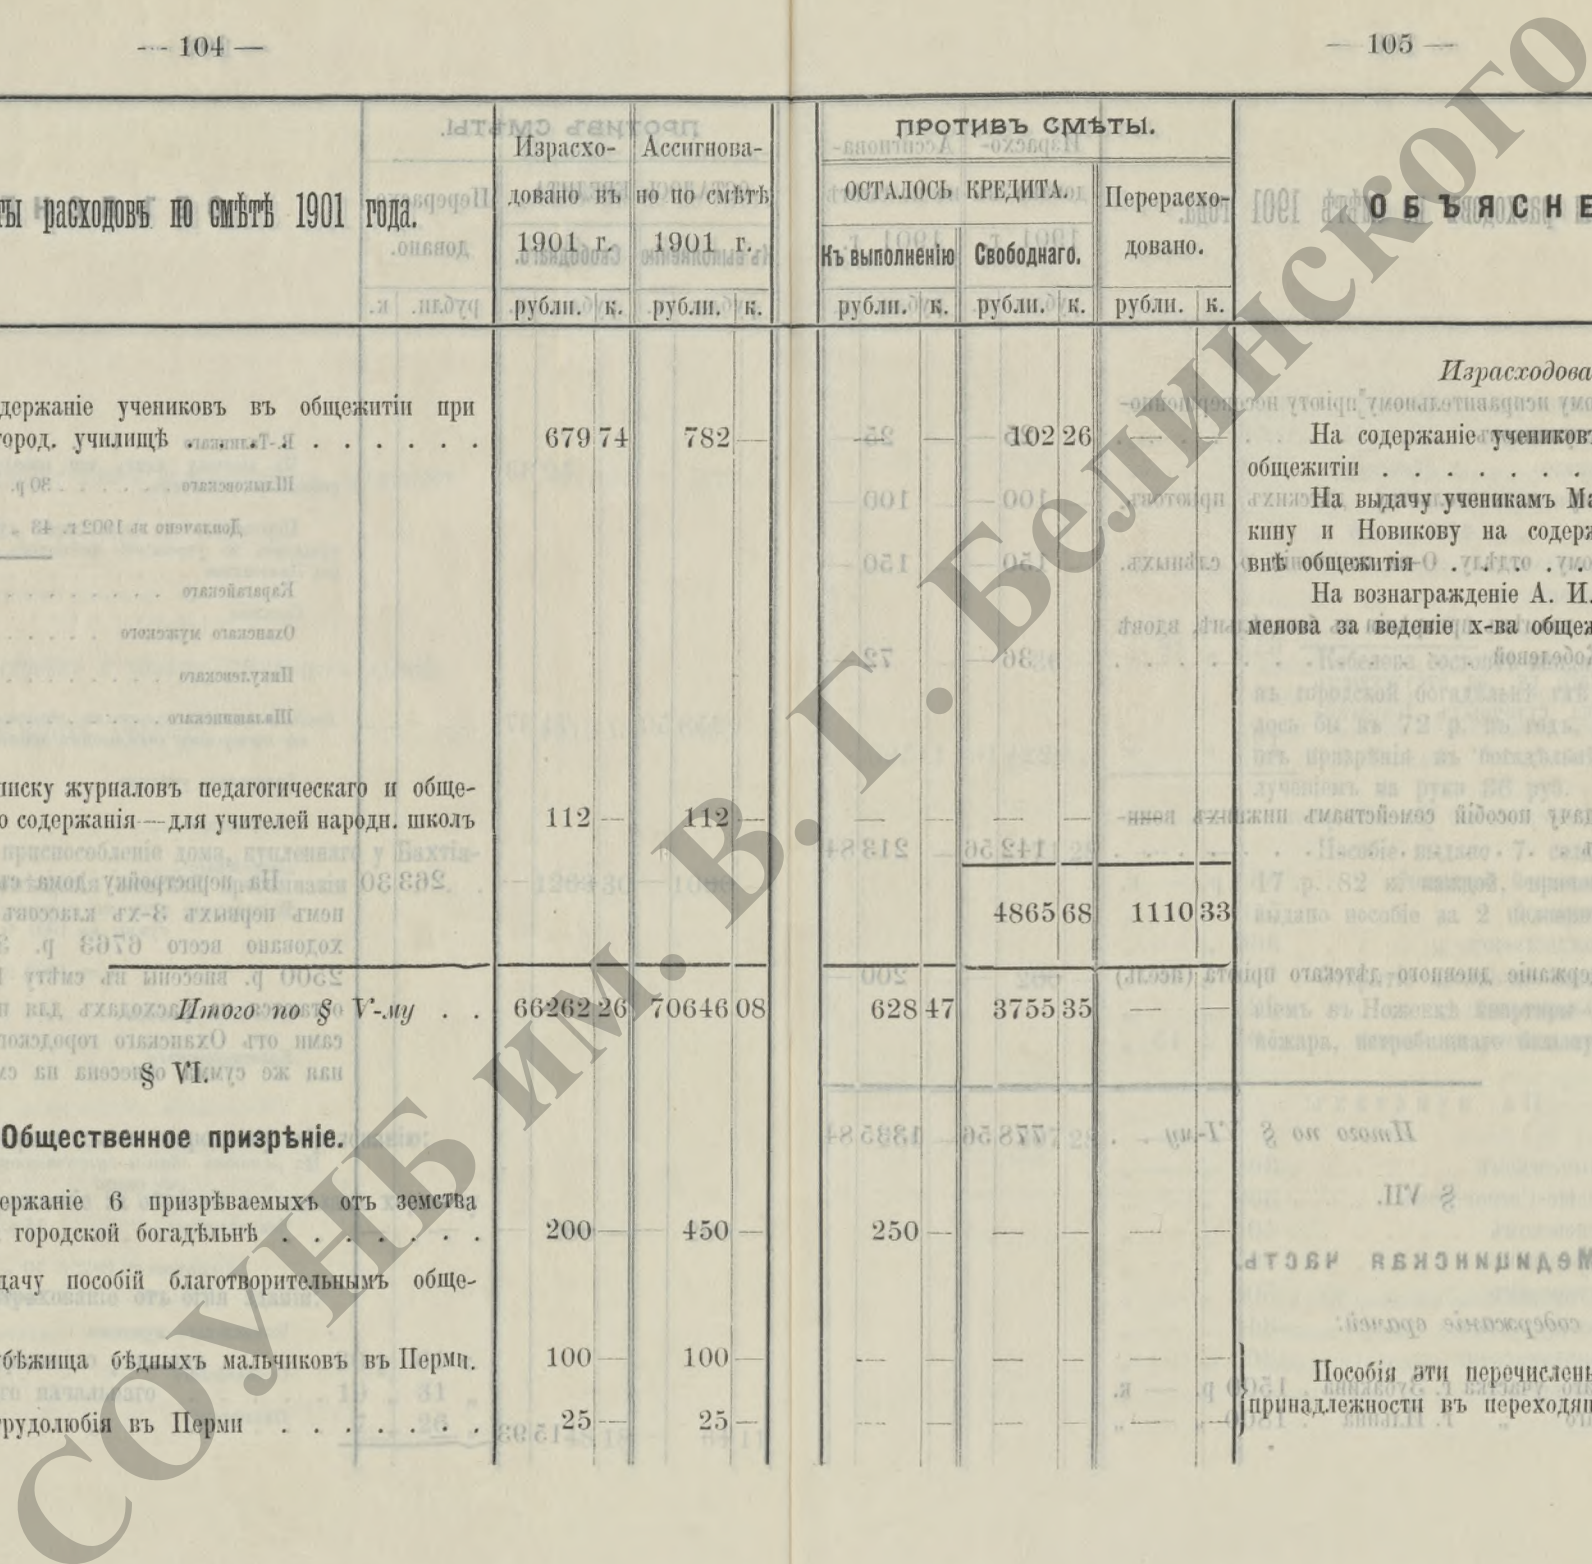 — 104 —
ты расходовъ по смѣтѣ 1901 года.
Израсхо-
довано въ
1901 г.
рубли. к.
Ассигнова-
но по смѣтѣ
1901 г.
рубли. к.
держаніе учениковъ въ общежитіи при
город. училищѣ . . . . . . . . 679 74 782 —
писку журналовъ педагогическаго и обще-
о содержанія—для учителей народн. школъ 112 — 112 —
Итого по § V-му . . 66262 26 70646 08
§ VI.
Общественное призрѣніе.
ержаніе 6 призрѣваемыхъ отъ земства
городской богадѣльнѣ . . . . . . . 200 — 450 —
дачу пособій благотворительнымъ обще-
бѣжища бѣдныхъ мальчиковъ въ Перми. 100 — 100 —
рудолюбія въ Перми . . . . . . . 25 — 25 —
— 105 —
ПРОТИВЪ СМѢТЫ.
ОСТАЛОСЬ КРЕДИТА.
Къ выполненію
рубли. к.
Свободнаго.
рубли. к.
Перерасхо-
довано.
рубли. к.
ОБЪЯСНЕ
— — 102 26 — —
— — — — — —
4865 68 1110 33
628 47 3755 35 — —
250 — — — — —
— — — — — —
— — — — — —
Израсходова
На содержаніе учениковъ
общежитіи . . . . . . .
На выдачу ученикамъ Ма
кину и Новикову на содерж
внѣ общежитія . . . . .
На вознагражденіе А. И.
менова за веденіе х-ва общеж
Пособія эти перечислены
принадлежности въ переходящ
СОУНБ им. В. Г. Белинского